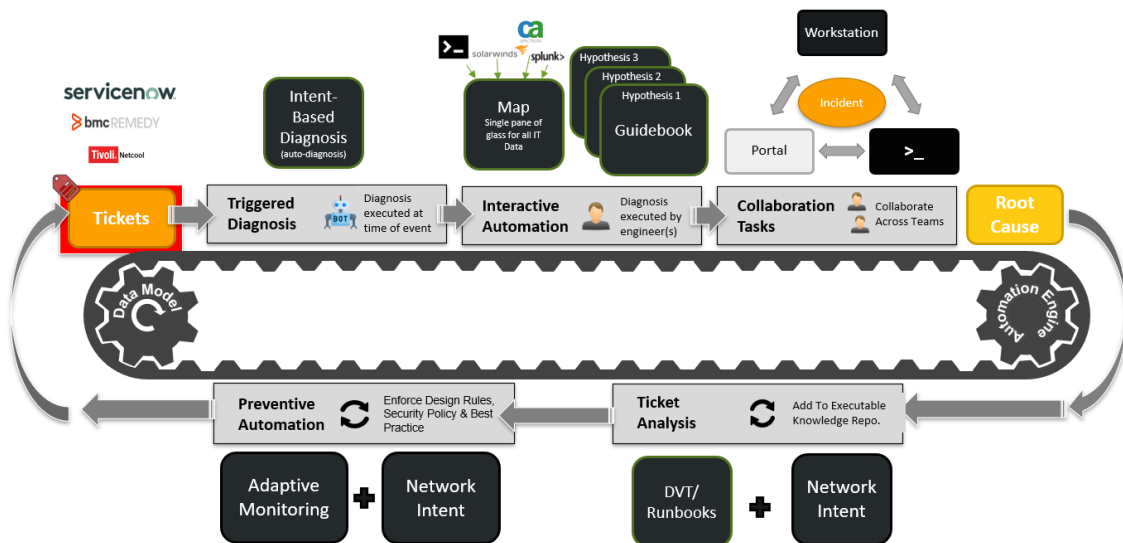 servicenow.
bmc REMEDY
Tivoli. Netcool
Intent-
Based
Diagnosis
(auto-diagnosis)
>_
solarwinds
ca
splunk>
Map
Single pane of
glass for all IT
Data
Hypothesis 3
Hypothesis 2
Hypothesis 1
Guidebook
Workstation
Incident
Portal
>_
Tickets
Triggered
Diagnosis
BOT
Diagnosis
executed at
time of event
Interactive
Automation
Diagnosis
executed by
engineer(s)
Collaboration
Tasks
Collaborate
Across Teams
Root
Cause
Data Model
Automation Engine
Preventive
Automation
Enforce Design Rules,
Security Policy & Best
Practice
Ticket
Analysis
Add To Executable
Knowledge Repo.
Adaptive
Monitoring
Network
Intent
DVT/
Runbooks
Network
Intent